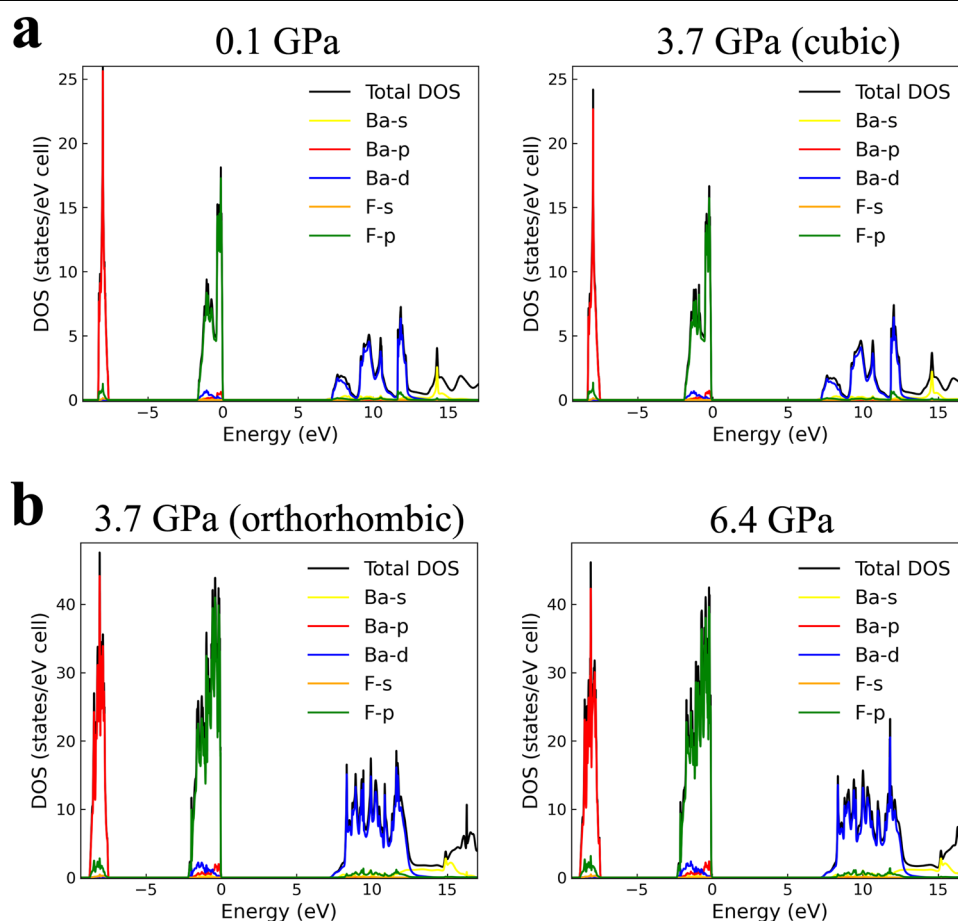 a
0.1 GPa
25
20
15
10
5
0
DOS (states/eV cell)
Total DOS
Ba-s
Ba-p
Ba-d
F-s
F-p
−5
0
5
10
15
Energy (eV)
3.7 GPa (cubic)
25
20
15
10
5
0
DOS (states/eV cell)
Total DOS
Ba-s
Ba-p
Ba-d
F-s
F-p
−5
0
5
10
15
Energy (eV)
b
3.7 GPa (orthorhombic)
40
30
20
10
0
DOS (states/eV cell)
Total DOS
Ba-s
Ba-p
Ba-d
F-s
F-p
−5
0
5
10
15
Energy (eV)
6.4 GPa
40
30
20
10
0
DOS (states/eV cell)
Total DOS
Ba-s
Ba-p
Ba-d
F-s
F-p
−5
0
5
10
15
Energy (eV)